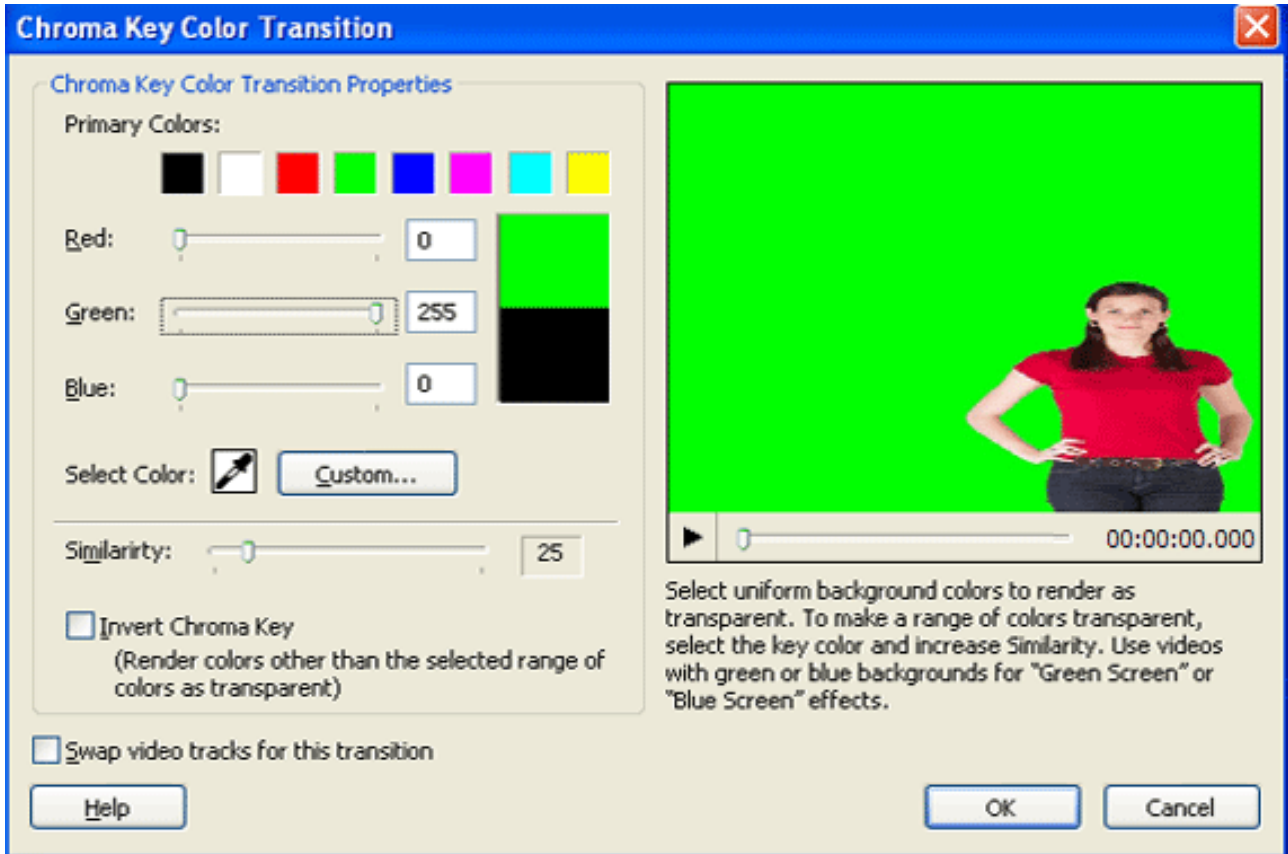 Chroma Key Color Transition
Chroma Key Color Transition Properties
Primary Colors:
Red:
0
Green:
255
Blue:
0
Select Color:
Custom...
Similarirty:
25
Invert Chroma Key
(Render colors other than the selected range of
colors as transparent)
Swap video tracks for this transition
Help
00:00:00.000
Select uniform background colors to render as
transparent. To make a range of colors transparent,
select the key color and increase Similarity. Use videos
with green or blue backgrounds for "Green Screen" or
"Blue Screen" effects.
OK
Cancel